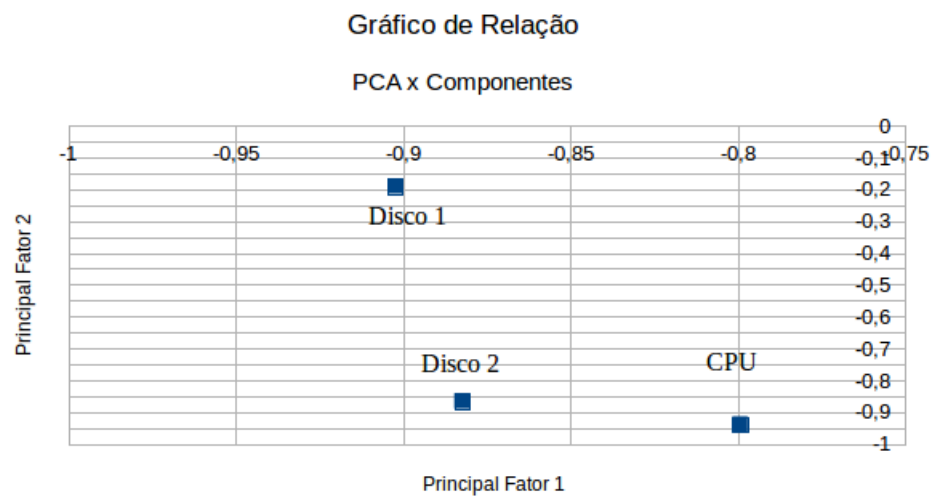 Gráfico de Relação
PCA x Componentes
0
-1 -0,95 -0,9 -0,85 -0,8 -0,75
-0,1
-0,2
Disco 1
-0,3
-0,4
-0,5
-0,6
-0,7
Disco 2
CPU
-0,8
-0,9
-1
Principal Fator 2
Principal Fator 1